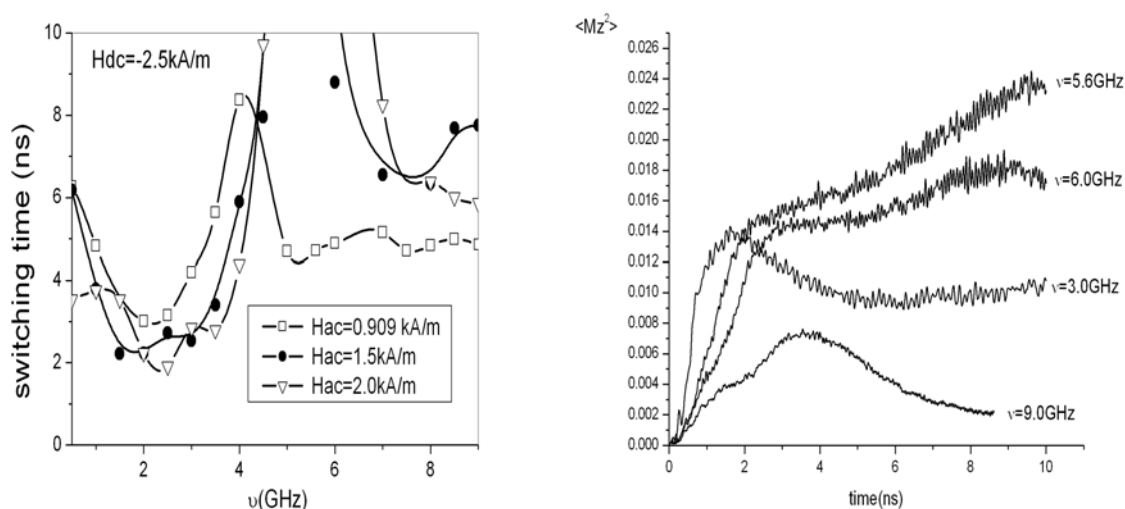 Hdc=-2.5kA/m
switching time (ns)
10
8
6
4
2
0
Hac=0.909 kA/m
Hac=1.5kA/m
Hac=2.0kA/m
2
4
6
8
υ(GHz)
<Mz²>
0.026
0.024
0.022
0.020
0.018
0.016
0.014
0.012
0.010
0.008
0.006
0.004
0.002
0.000
ν=5.6GHz
ν=6.0GHz
ν=3.0GHz
ν=9.0GHz
0
2
4
6
8
10
time(ns)